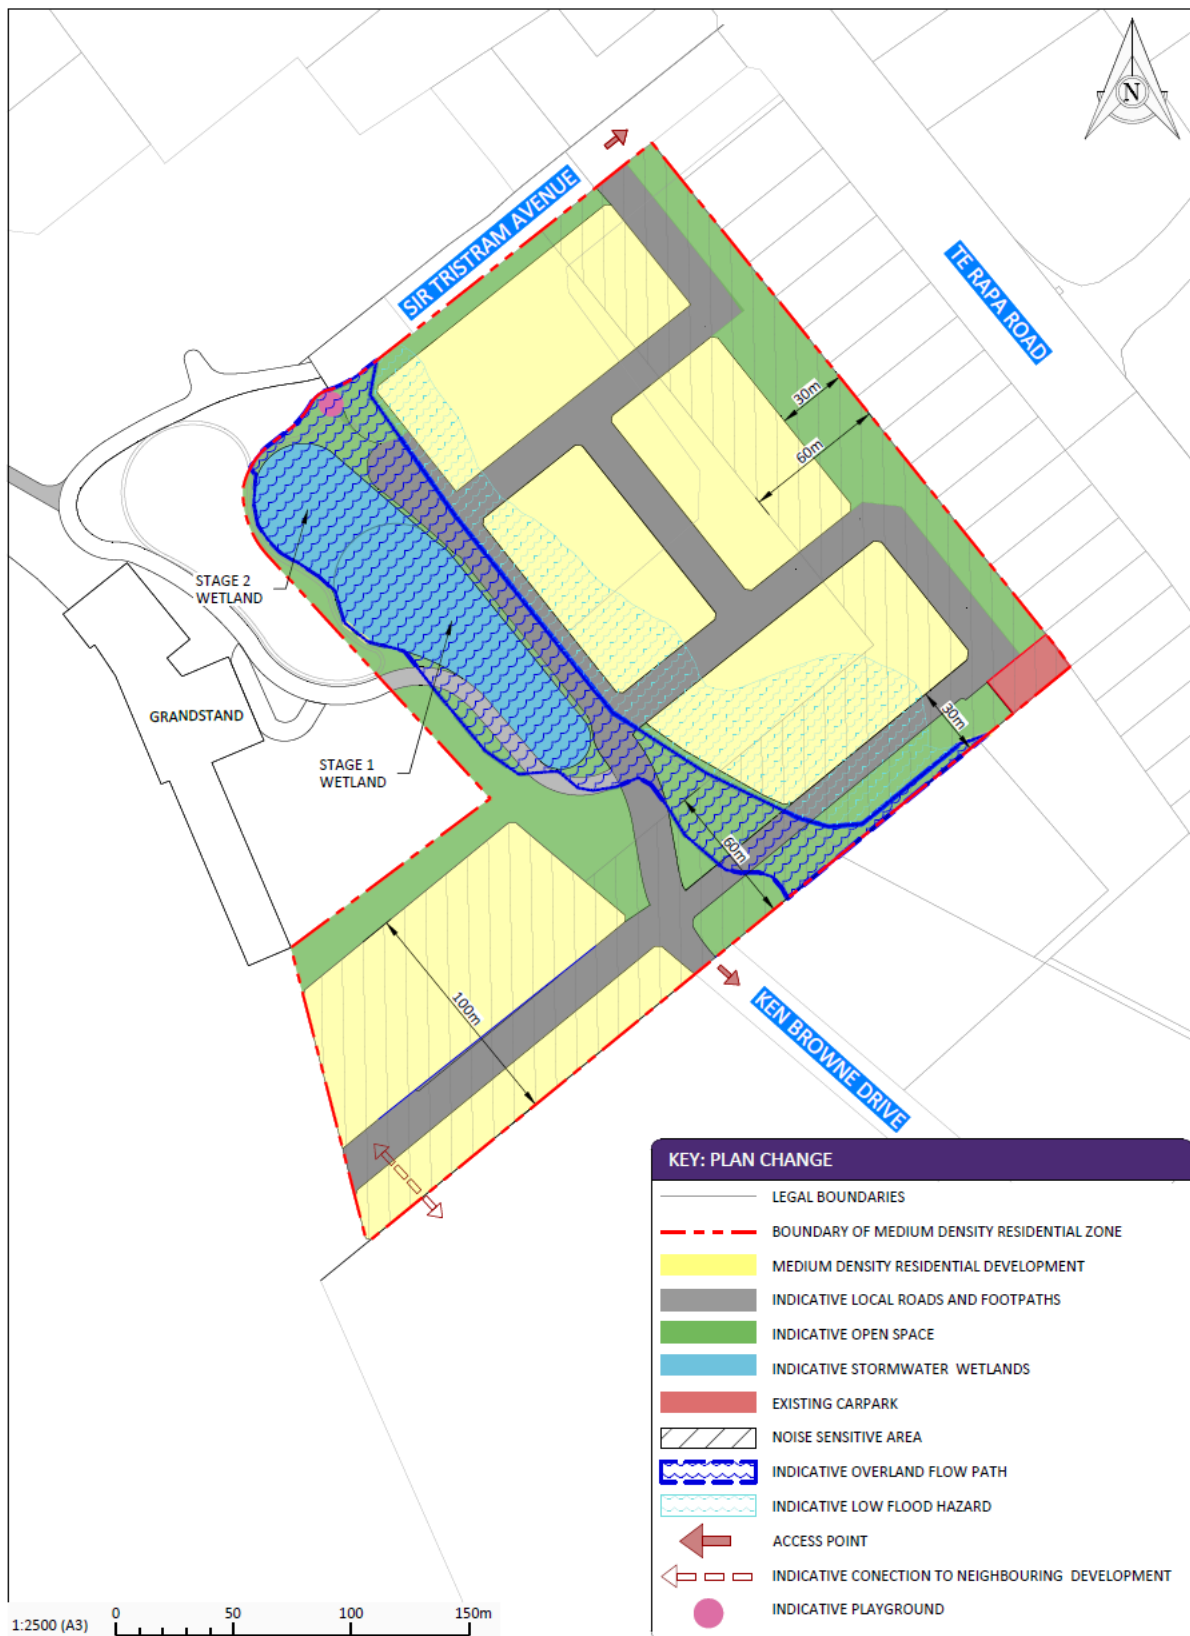 N
SIR TRISTRAM AVENUE
TE RAPA ROAD
30m
60m
STAGE 2
WETLAND
GRANDSTAND
STAGE 1
WETLAND
30m
60m
100m
KEN BROWNE DRIVE
KEY: PLAN CHANGE
LEGAL BOUNDARIES
BOUNDARY OF MEDIUM DENSITY RESIDENTIAL ZONE
MEDIUM DENSITY RESIDENTIAL DEVELOPMENT
INDICATIVE LOCAL ROADS AND FOOTPATHS
INDICATIVE OPEN SPACE
INDICATIVE STORMWATER WETLANDS
EXISTING CARPARK
NOISE SENSITIVE AREA
INDICATIVE OVERLAND FLOW PATH
INDICATIVE LOW FLOOD HAZARD
ACCESS POINT
INDICATIVE CONECTION TO NEIGHBOURING DEVELOPMENT
INDICATIVE PLAYGROUND
1:2500 (A3)
0 50 100 150m